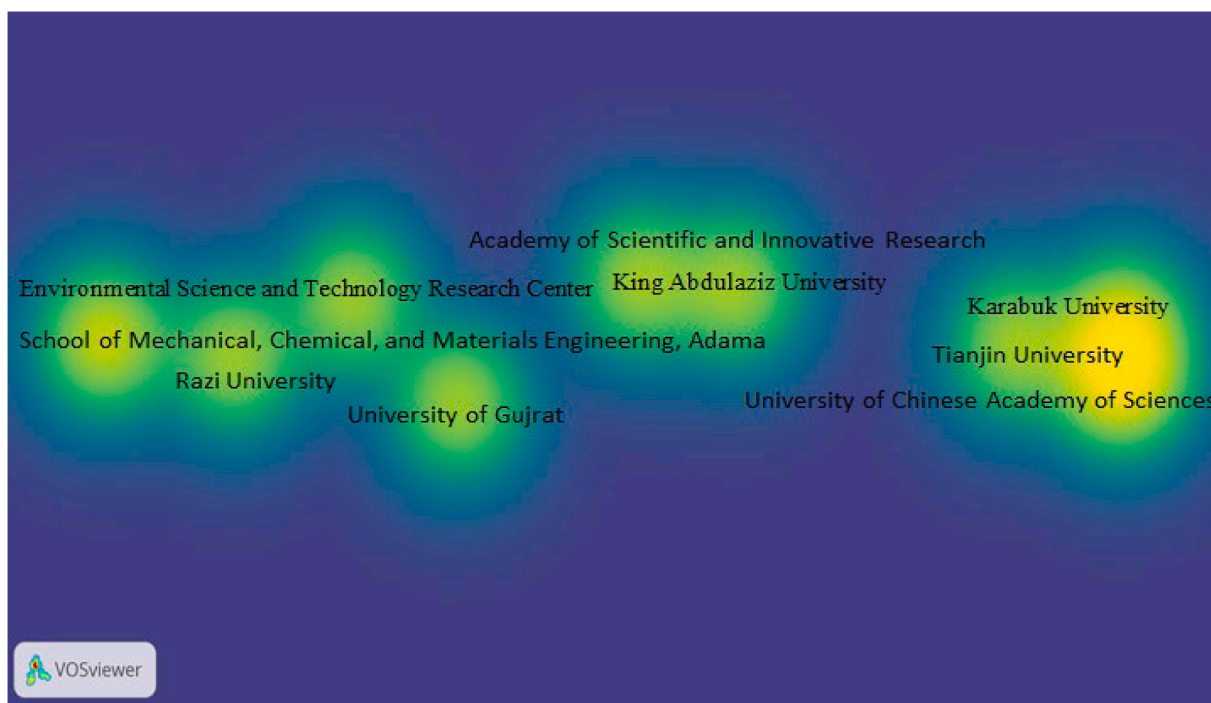 Academy of Scientific and Innovative Research
Environmental Science and Technology Research Center
King Abdulaziz University
Karabuk University
School of Mechanical, Chemical, and Materials Engineering, Adama
Tianjin University
Razi University
University of Gujrat
University of Chinese Academy of Sciences
VOSviewer